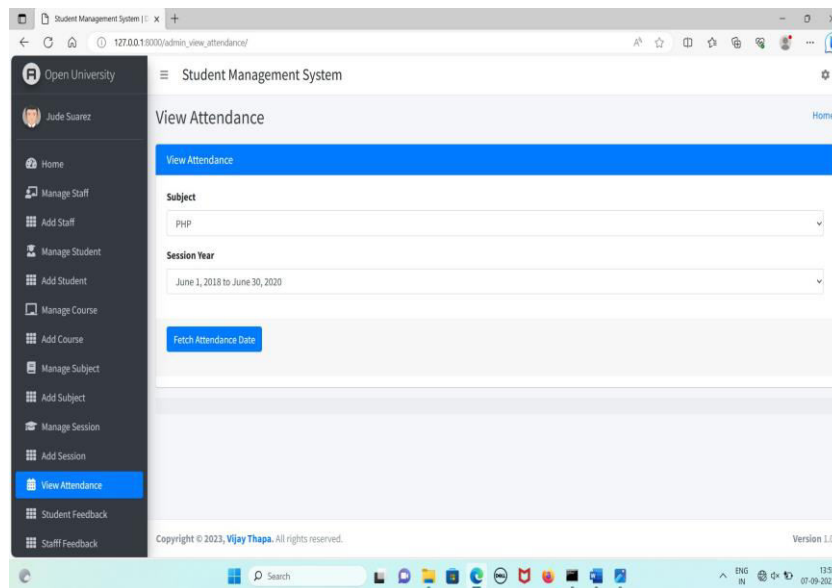 Student Management System |
127.0.0.1:8000/admin_view_attendance/
Open University
Student Management System
Jude Suarez
View Attendance
Home
Home
Manage Staff
Add Staff
Manage Student
Add Student
Manage Course
Add Course
Manage Subject
Add Subject
Manage Session
Add Session
View Attendance
Student Feedback
Stafff Feedback
View Attendance
Subject
PHP
Session Year
June 1, 2018 to June 30, 2020
Fetch Attendance Date
Copyright © 2023, Vijay Thapa. All rights reserved.
Version
Search
ENG
IN